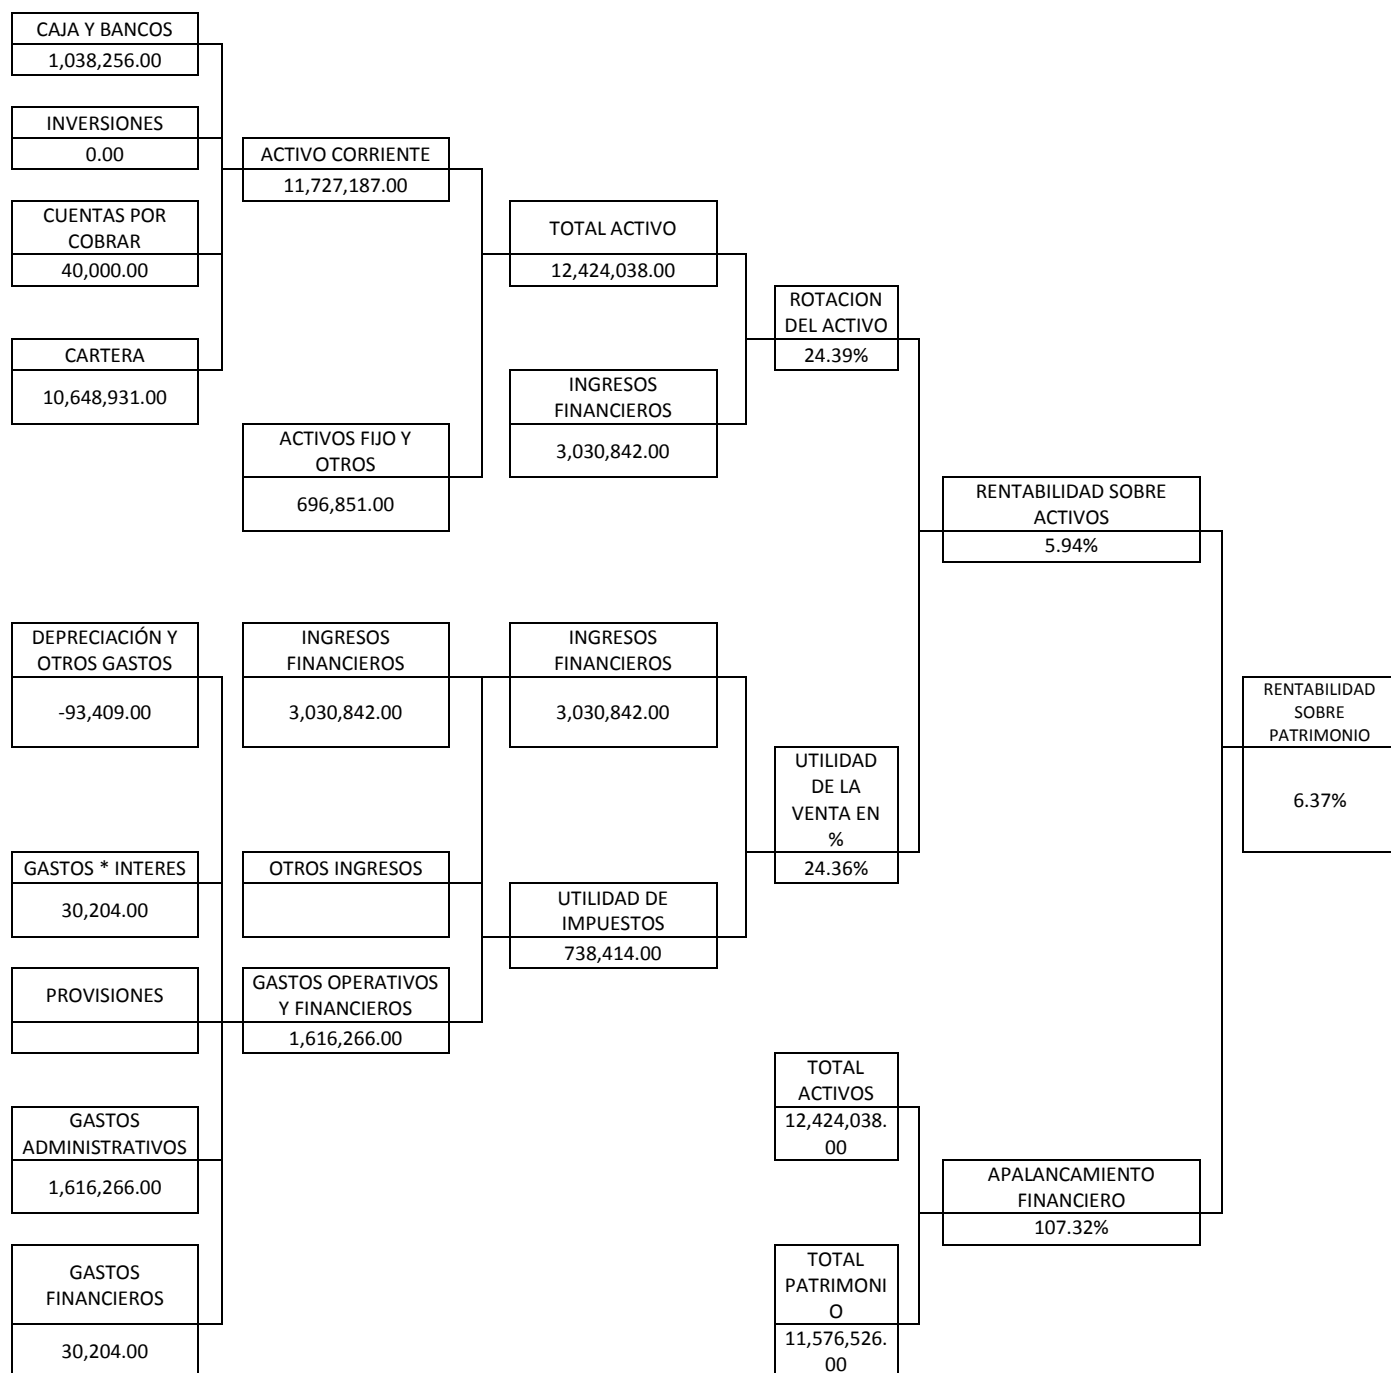 CAJA Y BANCOS
1,038,256.00
INVERSIONES
0.00
ACTIVO CORRIENTE
11,727,187.00
CUENTAS POR
COBRAR
40,000.00
TOTAL ACTIVO
12,424,038.00
ROTACION
DEL ACTIVO
24.39%
CARTERA
10,648,931.00
INGRESOS
FINANCIEROS
3,030,842.00
ACTIVOS FIJO Y
OTROS
696,851.00
RENTABILIDAD SOBRE
ACTIVOS
5.94%
DEPRECIACIÓN Y
OTROS GASTOS
-93,409.00
INGRESOS
FINANCIEROS
3,030,842.00
INGRESOS
FINANCIEROS
3,030,842.00
RENTABILIDAD
SOBRE
PATRIMONIO
6.37%
UTILIDAD
DE LA
VENTA EN
%
24.36%
GASTOS * INTERES
30,204.00
OTROS INGRESOS
UTILIDAD DE
IMPUESTOS
738,414.00
PROVISIONES
GASTOS OPERATIVOS
Y FINANCIEROS
1,616,266.00
TOTAL
ACTIVOS
12,424,038.
00
GASTOS
ADMINISTRATIVOS
1,616,266.00
APALANCAMIENTO
FINANCIERO
107.32%
GASTOS
FINANCIEROS
30,204.00
TOTAL
PATRIMONI
O
11,576,526.
00